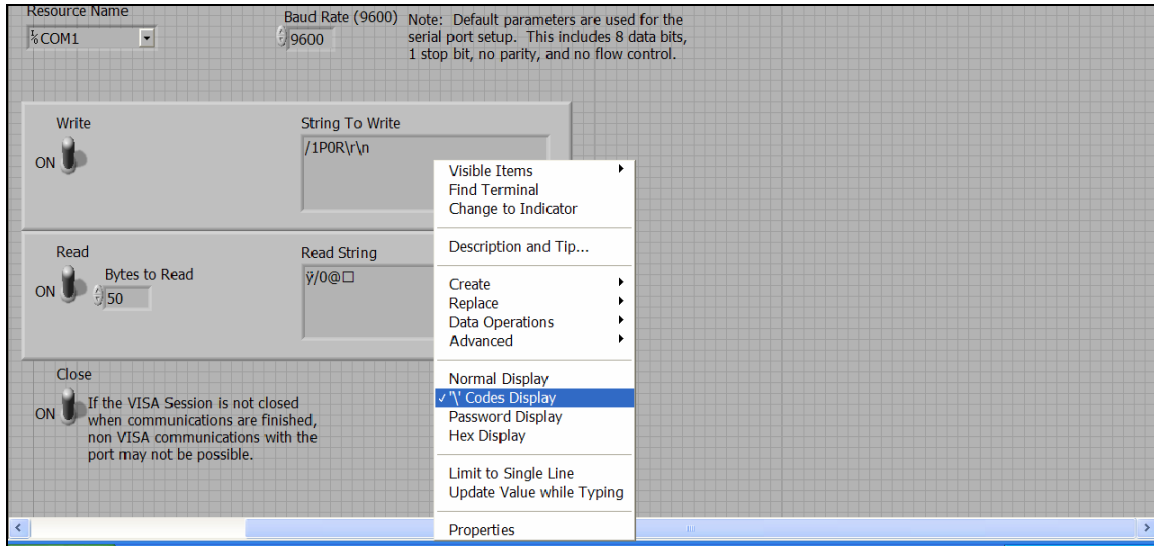 Resource Name
COM1
Baud Rate (9600)
9600
Note: Default parameters are used for the
serial port setup. This includes 8 data bits,
1 stop bit, no parity, and no flow control.
Write
ON
String To Write
/1P0R\r\n
Read
ON
Bytes to Read
50
Read String
ÿ/0@□
Close
ON
If the VISA Session is not closed
when communications are finished,
non VISA communications with the
port may not be possible.
Visible Items
Find Terminal
Change to Indicator
Description and Tip...
Create
Replace
Data Operations
Advanced
Normal Display
✓'\' Codes Display
Password Display
Hex Display
Limit to Single Line
Update Value while Typing
Properties